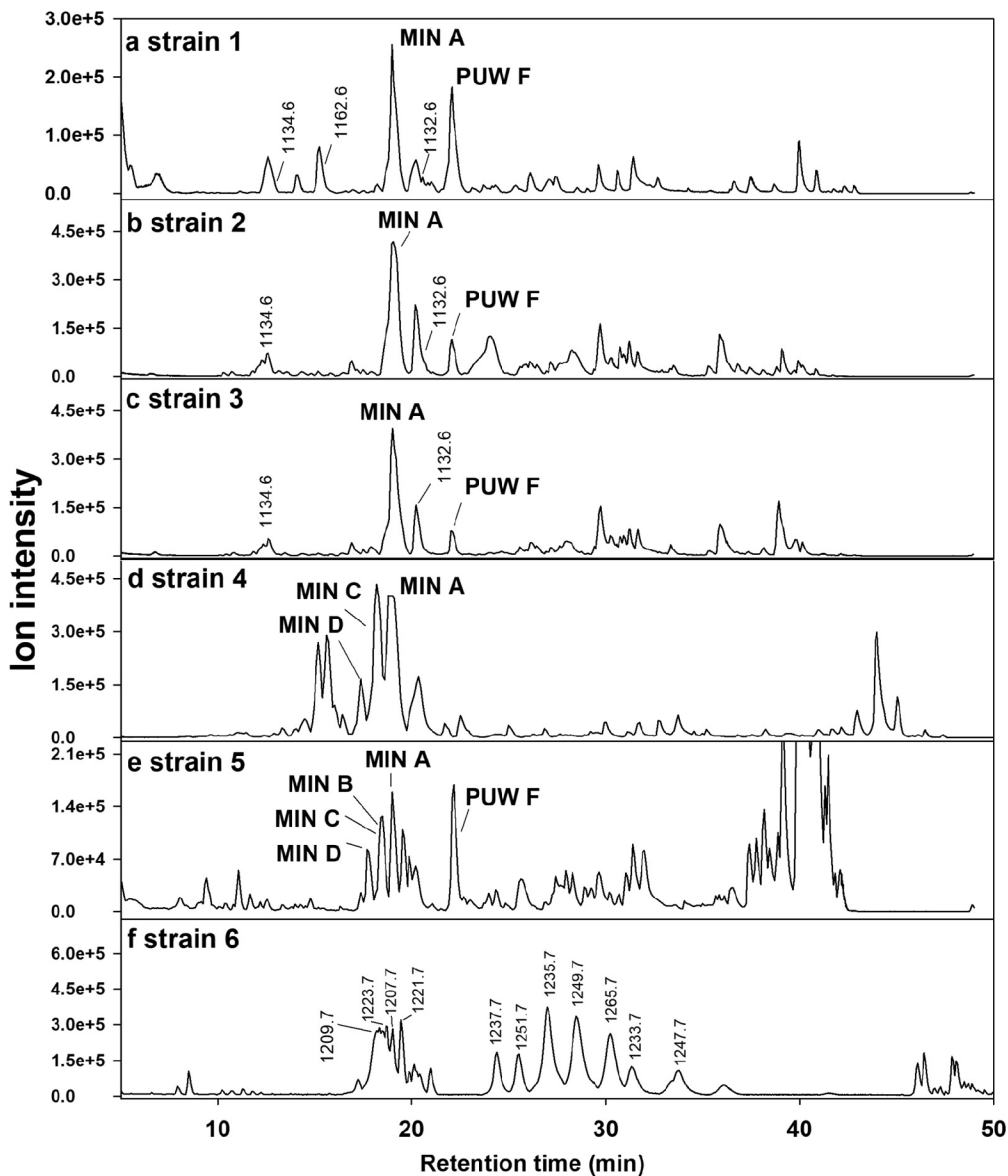 3.0e+5
a strain 1
MIN A
PUW F
2.0e+5
1134.6
1162.6
1132.6
1.0e+5
0.0
b strain 2
MIN A
4.5e+5
1134.6
1132.6
PUW F
3.0e+5
1.5e+5
0.0
c strain 3
MIN A
4.5e+5
1134.6
1132.6
PUW F
3.0e+5
1.5e+5
0.0
d strain 4
4.5e+5
MIN C
MIN A
MIN D
3.0e+5
1.5e+5
0.0
e strain 5
2.1e+5
MIN A
MIN B
PUW F
1.4e+5
MIN C
MIN D
7.0e+4
0.0
f strain 6
6.0e+5
4.5e+5
3.0e+5
1.5e+5
0.0
1209.7
1223.7
1207.7
1221.7
1237.7
1251.7
1235.7
1249.7
1265.7
1233.7
1247.7
Ion intensity
10
20
30
40
50
Retention time (min)